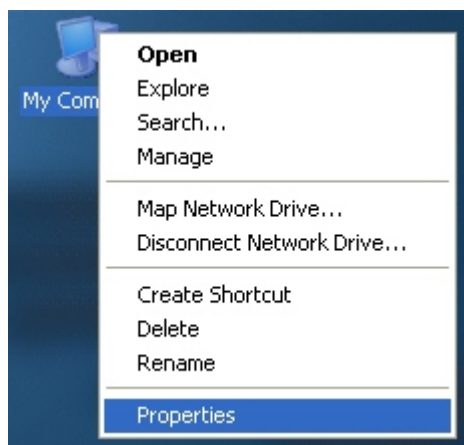 My Com
Open
Explore
Search...
Manage
Map Network Drive...
Disconnect Network Drive...
Create Shortcut
Delete
Rename
Properties